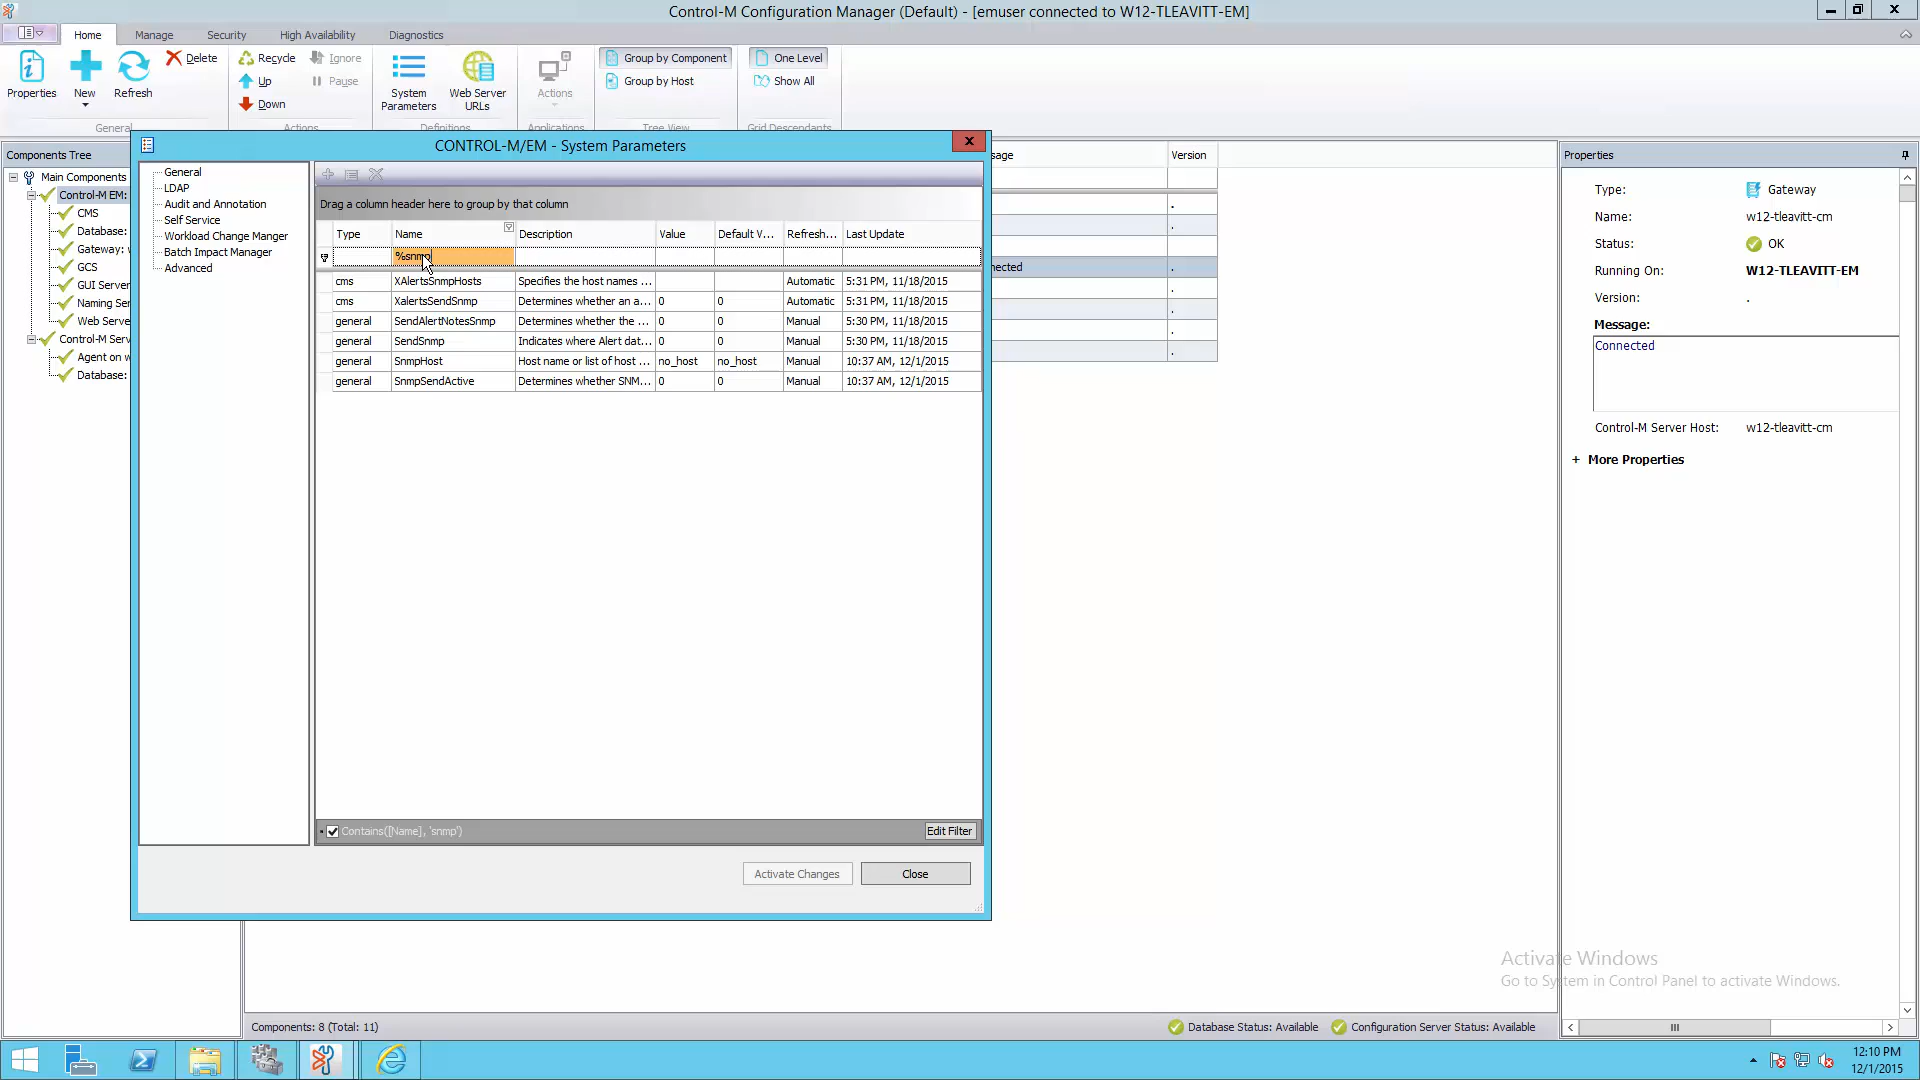 Control-M Configuration Manager (Default) - [emuser connected to W12-TLEAVITT-EM]
Home Manage Security High Availability Diagnostics
Properties New Refresh Delete
Recycle Ignore
Up Pause
Down
System Parameters
Web Server URLs
Actions
Group by Component
Group by Host
One Level
Show All
General Actions Definitions Applications Tree View Grid Descendants
Components Tree
Main Components
Control-M EM:
CMS
Database:
Gateway:
GCS
GUI Server
Naming Ser
Web Serve
Control-M Serv
Agent on w
Database:
CONTROL-M/EM - System Parameters
General
LDAP
Audit and Annotation
Self Service
Workload Change Manager
Batch Impact Manager
Advanced
Drag a column header here to group by that column
Type Name Description Value Default V... Refresh... Last Update
%snmp
cms XAlertsSnmpHosts Specifies the host names ... Automatic 5:31 PM, 11/18/2015
cms XalertsSendSnmp Determines whether an a... 0 0 Automatic 5:31 PM, 11/18/2015
general SendAlertNotesSnmp Determines whether the ... 0 0 Manual 5:30 PM, 11/18/2015
general SendSnmp Indicates where Alert dat... 0 0 Manual 5:30 PM, 11/18/2015
general SnmpHost Host name or list of host ... no_host no_host Manual 10:37 AM, 12/1/2015
general SnmpSendActive Determines whether SNM... 0 0 Manual 10:37 AM, 12/1/2015
Contains([Name], 'snmp') Edit Filter
Activate Changes Close
sage Version
.
.
nected .
.
.
.
.
Properties
Type: Gateway
Name: w12-tleavitt-cm
Status: OK
Running On: W12-TLEAVITT-EM
Version: .
Message:
Connected
Control-M Server Host: w12-tleavitt-cm
+ More Properties
Activate Windows
Go to System in Control Panel to activate Windows.
Components: 8 (Total: 11) Database Status: Available Configuration Server Status: Available
12:10 PM
12/1/2015